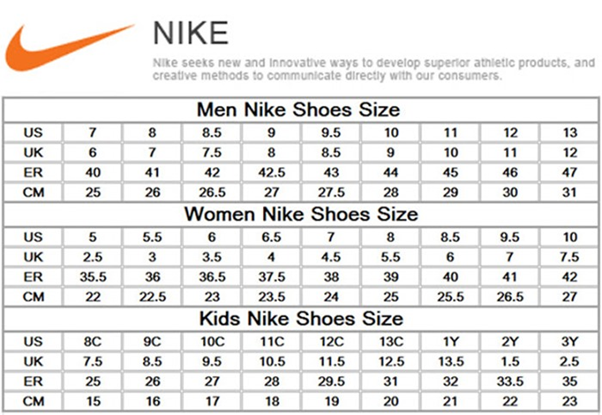 NIKE
Nike seeks new and innovative ways to develop superior athletic products, and
creative methods to communicate directly with our consumers.
Men Nike Shoes Size
US 7 8 8.5 9 9.5 10 11 12 13
UK 6 7 7.5 8 8.5 9 10 11 12
ER 40 41 42 42.5 43 44 45 46 47
CM 25 26 26.5 27 27.5 28 29 30 31
Women Nike Shoes Size
US 5 5.5 6 6.5 7 8 8.5 9.5 10
UK 2.5 3 3.5 4 4.5 5.5 6 7 7.5
ER 35.5 36 36.5 37.5 38 39 40 41 42
CM 22 22.5 23 23.5 24 25 25.5 26.5 27
Kids Nike Shoes Size
US 8C 9C 10C 11C 12C 13C 1Y 2Y 3Y
UK 7.5 8.5 9.5 10.5 11.5 12.5 13.5 1.5 2.5
ER 25 26 27 28 29.5 31 32 33.5 35
CM 15 16 17 18 19 20 21 22 23